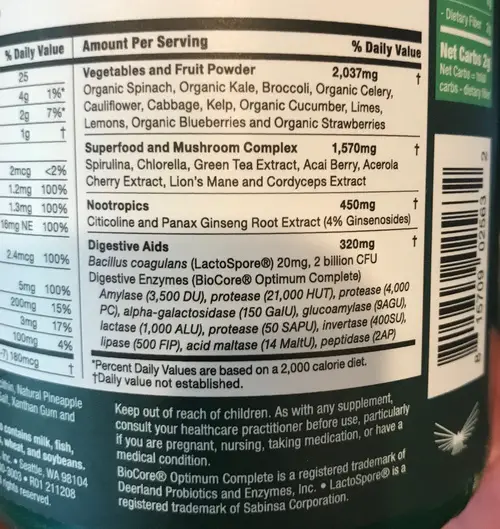 % Daily Value
25
4g 1%*
2g 7%*
1g †
2mcg <2%
1.2mg 100%
1.3mg 100%
16mg NE 100%
2.4mcg 100%
5mg 100%
200mg 15%
3mg 17%
100mg 4%
180mcg †
Amount Per Serving % Daily Value
Vegetables and Fruit Powder 2,037mg †
Organic Spinach, Organic Kale, Broccoli, Organic Celery,
Cauliflower, Cabbage, Kelp, Organic Cucumber, Limes,
Lemons, Organic Blueberries and Organic Strawberries
Superfood and Mushroom Complex 1,570mg †
Spirulina, Chlorella, Green Tea Extract, Acai Berry, Acerola
Cherry Extract, Lion's Mane and Cordyceps Extract
Nootropics 450mg †
Citicoline and Panax Ginseng Root Extract (4% Ginsenosides)
Digestive Aids 320mg †
Bacillus coagulans (LactoSpore®) 20mg, 2 billion CFU
Digestive Enzymes (BioCore® Optimum Complete)
Amylase (3,500 DU), protease (21,000 HUT), protease (4,000
PC), alpha-galactosidase (150 GalU), glucoamylase (9AGU),
lactase (1,000 ALU), protease (50 SAPU), invertase (400SU),
lipase (500 FIP), acid maltase (14 MaltU), peptidase (2AP)
*Percent Daily Values are based on a 2,000 calorie diet.
†Daily value not established.
Natural Pineapple
Xanthan Gum and
contains milk, fish,
wheat, and soybeans.
Inc. • Seattle, WA 98104
R01 211208
rights reserved.
Keep out of reach of children. As with any supplement,
consult your healthcare practitioner before use, particularly
if you are pregnant, nursing, taking medication, or have a
medical condition.
BioCore® Optimum Complete is a registered trademark of
Deerland Probiotics and Enzymes, Inc. • LactoSpore® is a
registered trademark of Sabinsa Corporation.
- Dietary Fiber
Net Carbs 2g
Net Carbs = total
carbs - dietary fiber
8 15709 02563 2